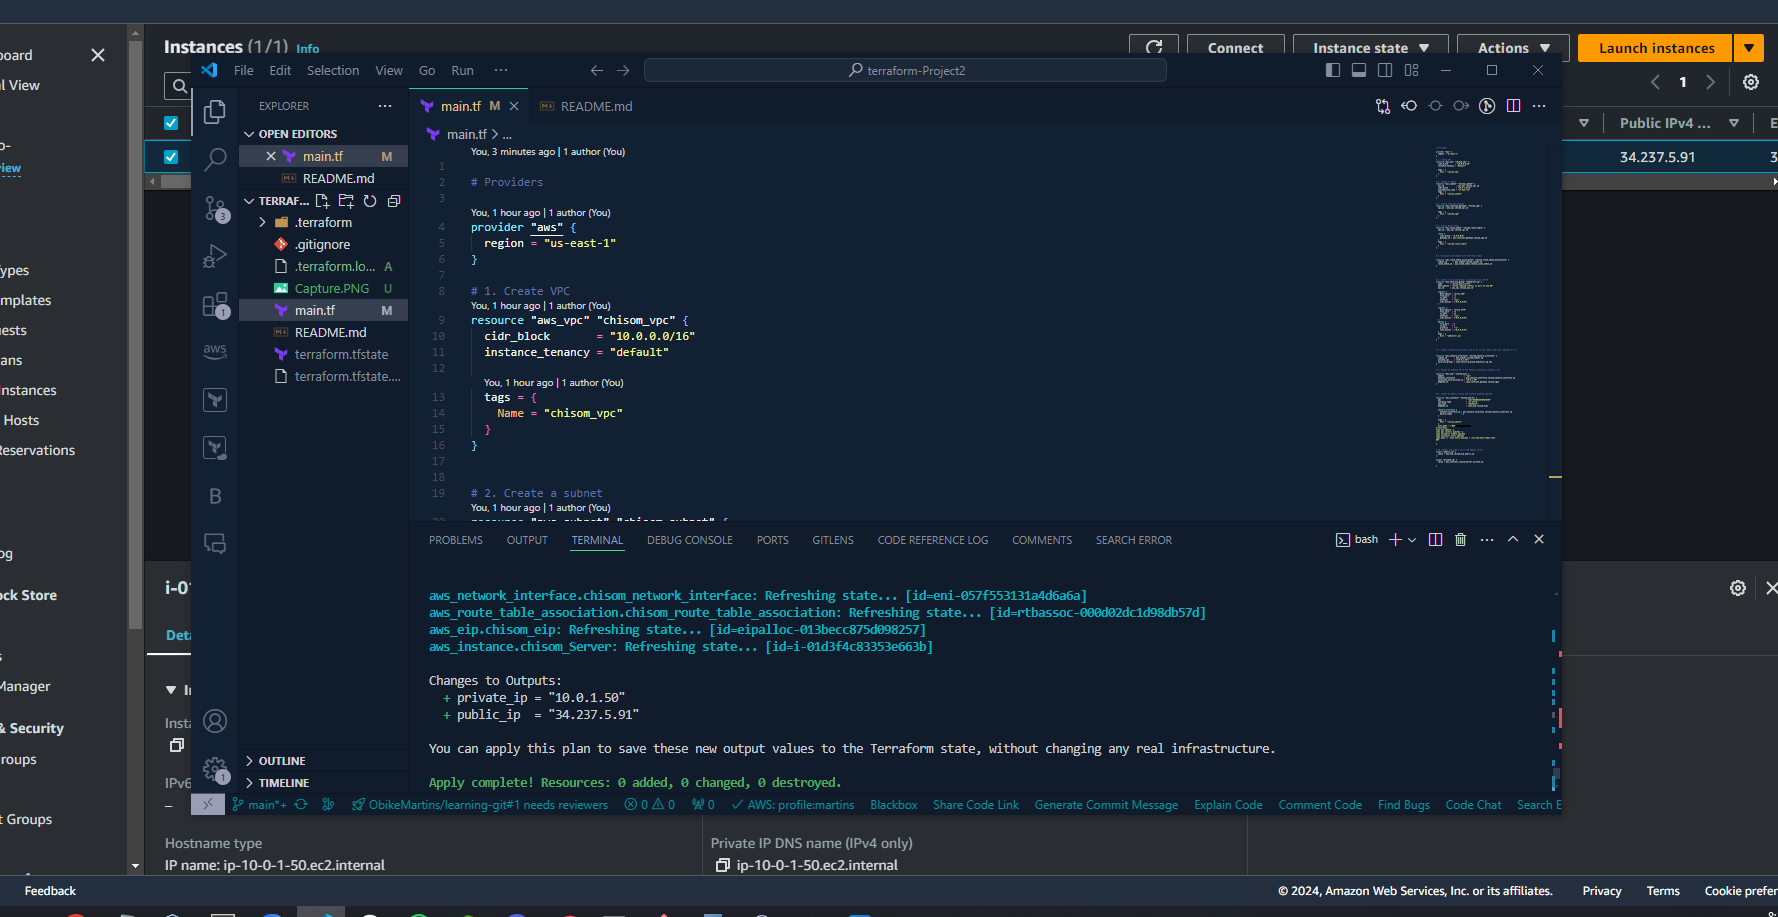 Instances (1/1) Info
Connect
Instance state
Actions
Launch instances
1
Public IPv4 ...
34.237.5.91
board
l View
o-
view
ypes
mplates
ests
ans
Instances
Hosts
Reservations
og
ock Store
s
Manager
& Security
roups
t Groups
File Edit Selection View Go Run ...
terraform-Project2
EXPLORER
OPEN EDITORS
main.tf M
README.md
TERRAF...
.terraform
.gitignore
.terraform.lo... A
Capture.PNG U
main.tf M
README.md
terraform.tfstate
terraform.tfstate....
OUTLINE
TIMELINE
3
1
aws
B
1
main.tf M
README.md
main.tf > ...
You, 3 minutes ago | 1 author (You)
1
2 # Providers
3
You, 1 hour ago | 1 author (You)
4 provider "aws" {
5 region = "us-east-1"
6 }
7
8 # 1. Create VPC
You, 1 hour ago | 1 author (You)
9 resource "aws_vpc" "chisom_vpc" {
10 cidr_block = "10.0.0.0/16"
11 instance_tenancy = "default"
12
You, 1 hour ago | 1 author (You)
13 tags = {
14 Name = "chisom_vpc"
15 }
16 }
17
18
19 # 2. Create a subnet
You, 1 hour ago | 1 author (You)
20 resource "aws_subnet" "chisom_subnet" {
PROBLEMS OUTPUT TERMINAL DEBUG CONSOLE PORTS GITLENS CODE REFERENCE LOG COMMENTS SEARCH ERROR
bash
aws_network_interface.chisom_network_interface: Refreshing state... [id=eni-057f553131a4d6a6a]
aws_route_table_association.chisom_route_table_association: Refreshing state... [id=rtbassoc-000d02dc1d98db57d]
aws_eip.chisom_eip: Refreshing state... [id=eipalloc-013becc875d098257]
aws_instance.chisom_Server: Refreshing state... [id=i-01d3f4c83353e663b]
Changes to Outputs:
+ private_ip = "10.0.1.50"
+ public_ip = "34.237.5.91"
You can apply this plan to save these new output values to the Terraform state, without changing any real infrastructure.
Apply complete! Resources: 0 added, 0 changed, 0 destroyed.
main*+ ObikeMartins/learning-git#1 needs reviewers 0 0 0 AWS: profile:martins Blackbox Share Code Link Generate Commit Message Explain Code Comment Code Find Bugs Code Chat Search E
i-01
Deta
Insta
IPv6
–
Hostname type
IP name: ip-10-0-1-50.ec2.internal
Private IP DNS name (IPv4 only)
ip-10-0-1-50.ec2.internal
Feedback
© 2024, Amazon Web Services, Inc. or its affiliates. Privacy Terms Cookie prefer